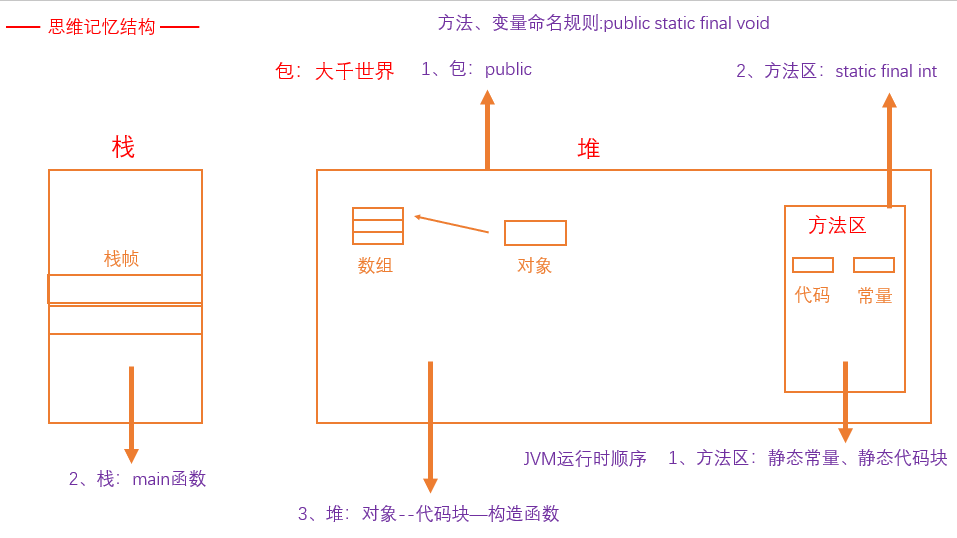 思维记忆结构
方法、变量命名规则:public static final void
包：大千世界
1、包：public
2、方法区：static final int
栈
堆
方法区
栈帧
数组
对象
代码
常量
JVM运行时顺序
1、方法区：静态常量、静态代码块
2、栈：main函数
3、堆：对象--代码块—构造函数